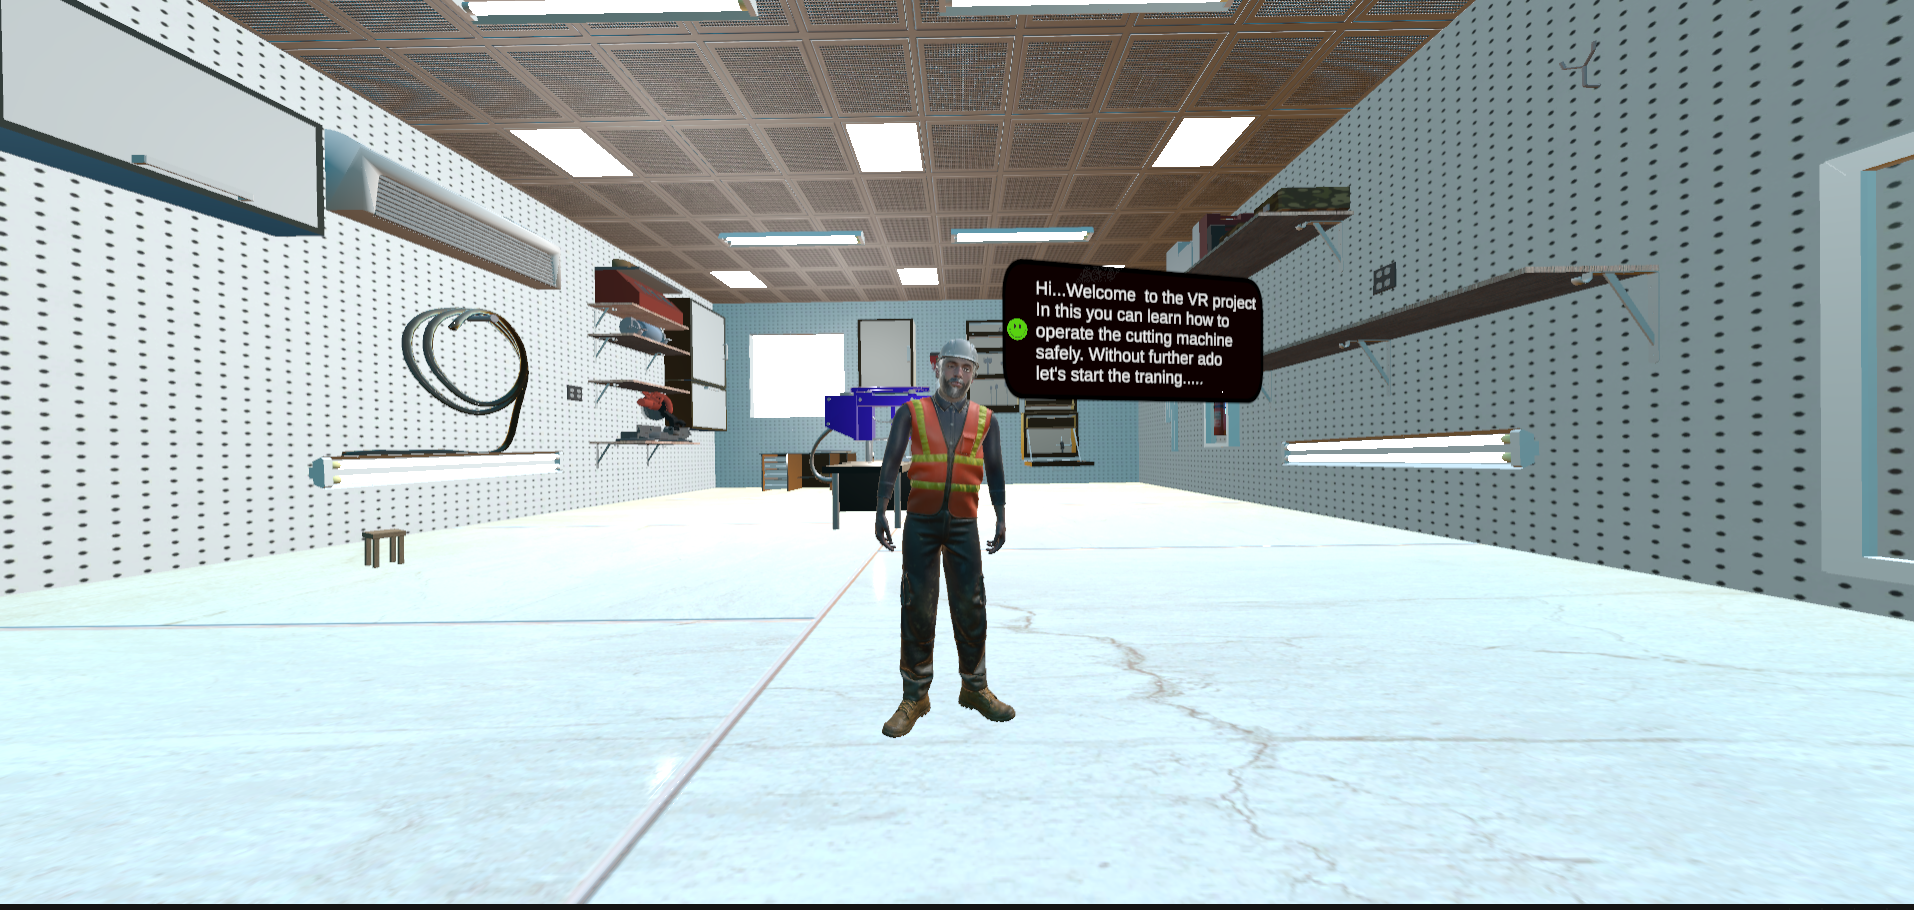 Hi...Welcome to the VR project
In this you can learn how to
operate the cutting machine
safely. Without further ado
let's start the traning.....